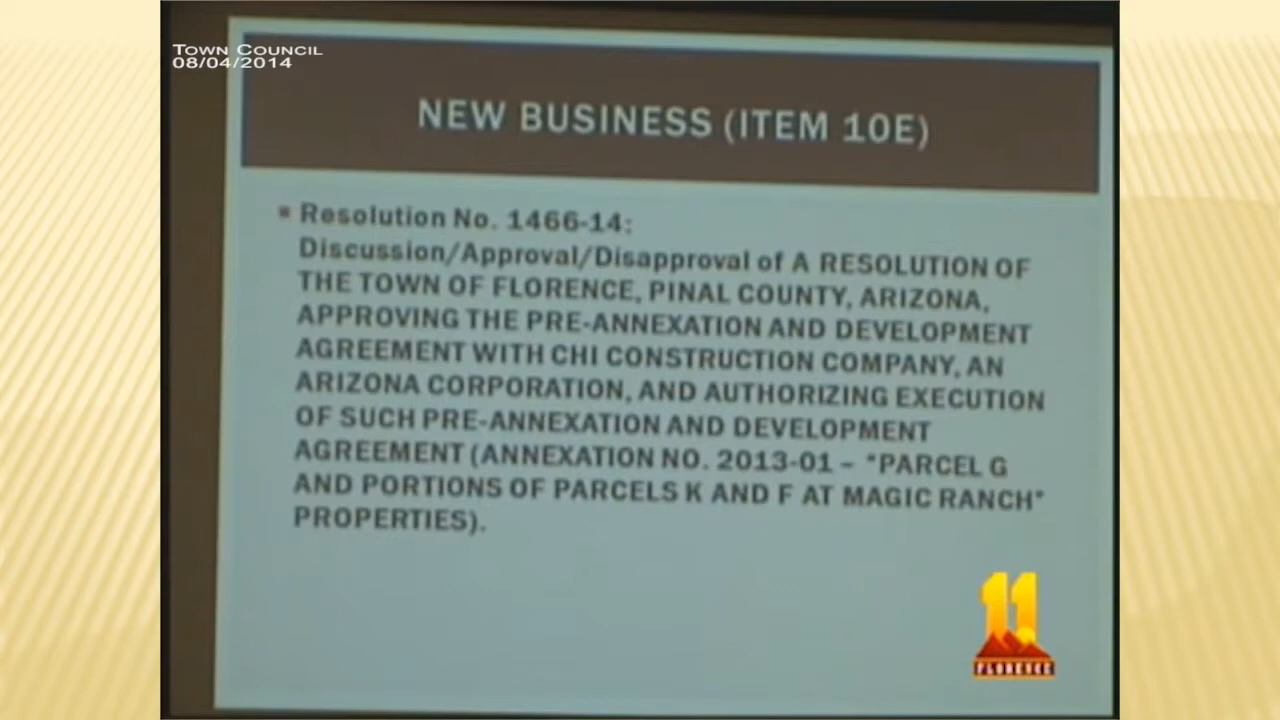 TOWN COUNCIL
08/04/2014
NEW BUSINESS (ITEM 10E)
Resolution No. 1466-14:
Discussion/Approval/Disapproval of A RESOLUTION OF
THE TOWN OF FLORENCE, PINAL COUNTY, ARIZONA,
APPROVING THE PRE-ANNEXATION AND DEVELOPMENT
AGREEMENT WITH CHI CONSTRUCTION COMPANY, AN
ARIZONA CORPORATION, AND AUTHORIZING EXECUTION
OF SUCH PRE-ANNEXATION AND DEVELOPMENT
AGREEMENT (ANNEXATION NO. 2013-01 – "PARCEL G
AND PORTIONS OF PARCELS K AND F AT MAGIC RANCH"
PROPERTIES).
11
FLORENCE